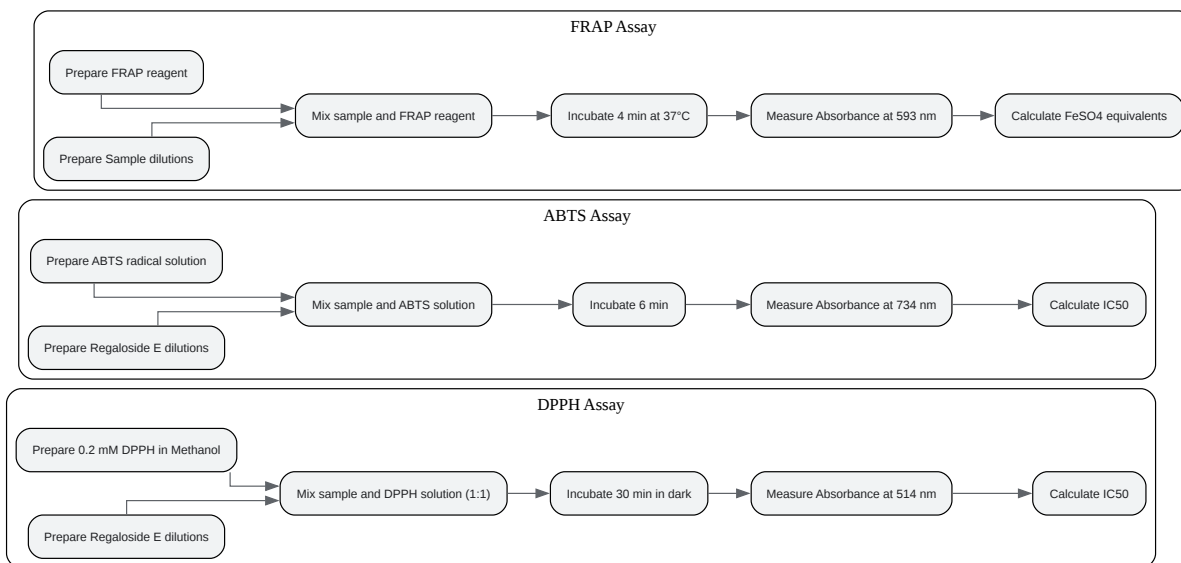 FRAP Assay
Prepare FRAP reagent
Prepare Sample dilutions
Mix sample and FRAP reagent
Incubate 4 min at 37°C
Measure Absorbance at 593 nm
Calculate FeSO4 equivalents
ABTS Assay
Prepare ABTS radical solution
Prepare Regaloside E dilutions
Mix sample and ABTS solution
Incubate 6 min
Measure Absorbance at 734 nm
Calculate IC50
DPPH Assay
Prepare 0.2 mM DPPH in Methanol
Prepare Regaloside E dilutions
Mix sample and DPPH solution (1:1)
Incubate 30 min in dark
Measure Absorbance at 514 nm
Calculate IC50